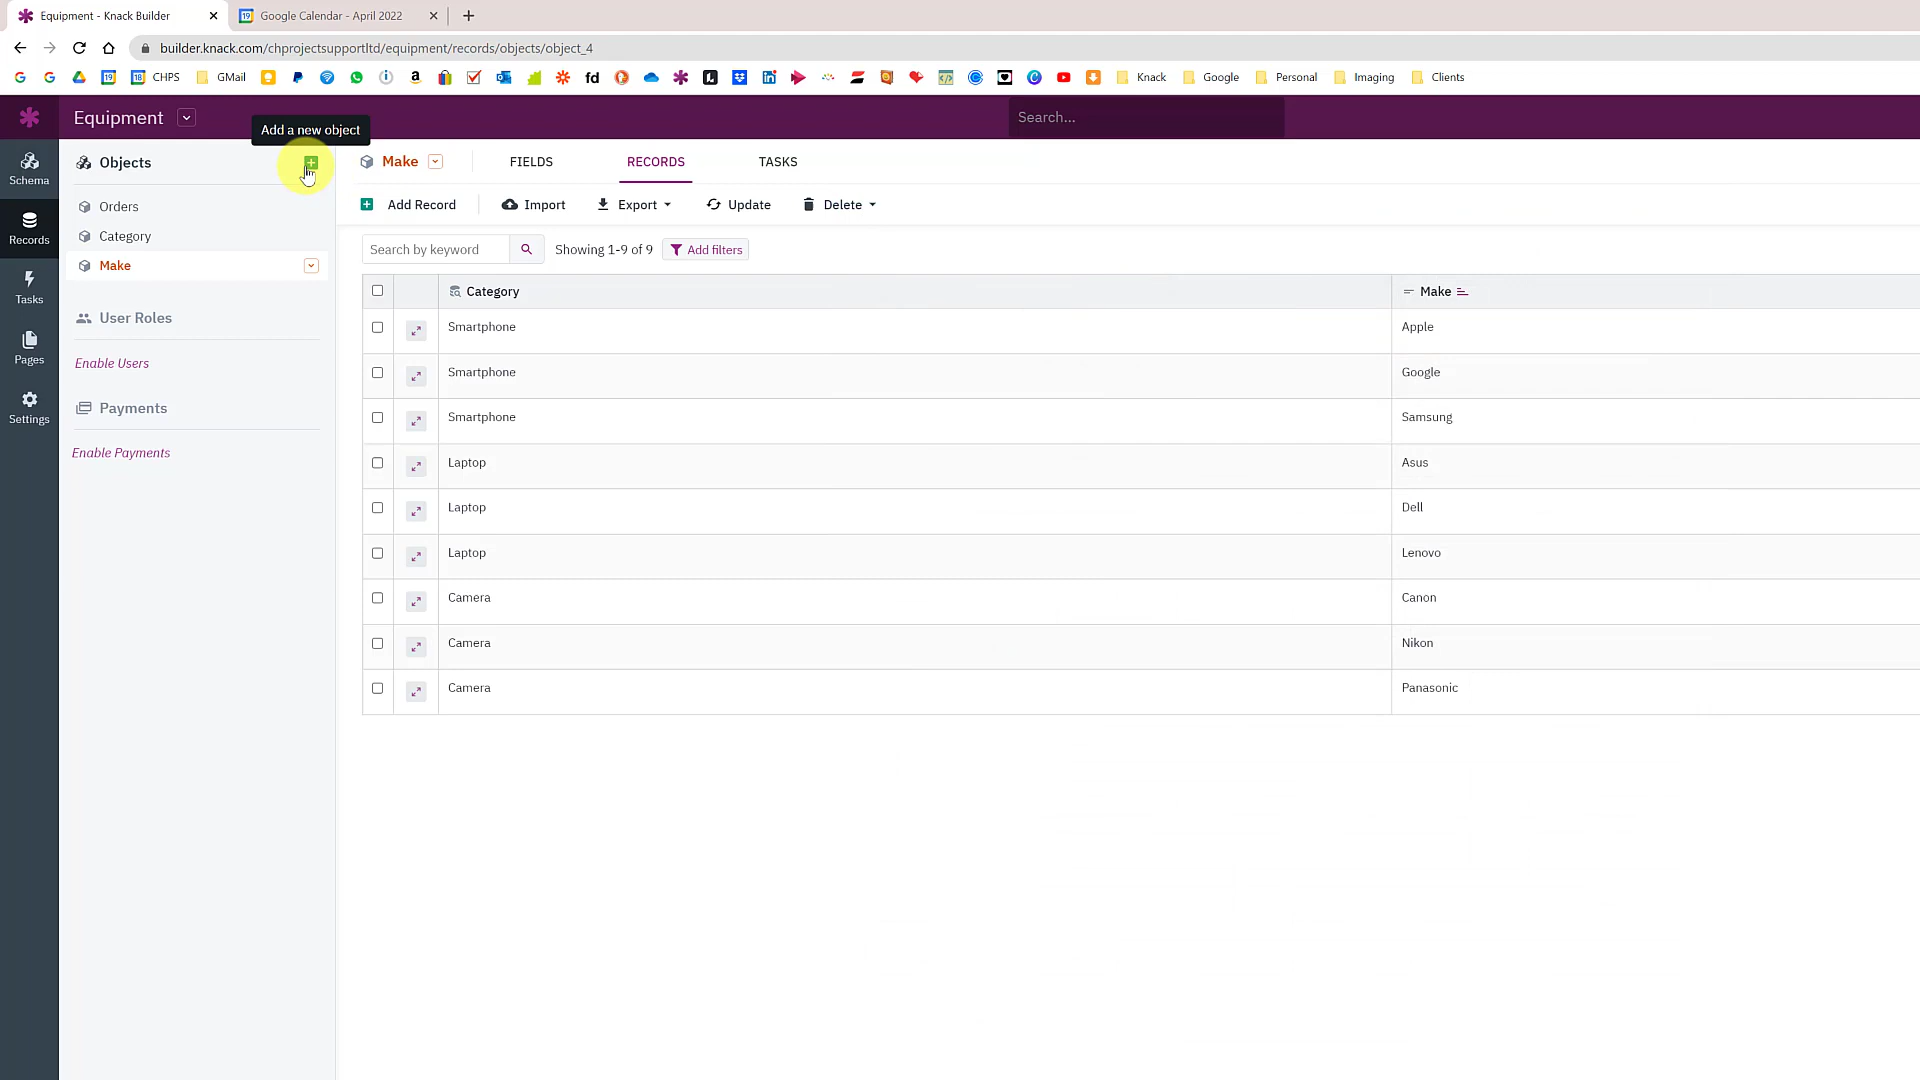 Equipment - Knack Builder
Google Calendar - April 2022
builder.knack.com/chprojectsupportltd/equipment/records/objects/object_4
CHPS GMail fd Knack Google Personal Imaging Clients
Equipment
Search...
Add a new object
Schema
Records
Tasks
Pages
Settings
Objects
Orders
Category
Make
User Roles
Enable Users
Payments
Enable Payments
Make FIELDS RECORDS TASKS
Add Record Import Export Update Delete
Search by keyword Showing 1-9 of 9 Add filters
Category Make
Smartphone Apple
Smartphone Google
Smartphone Samsung
Laptop Asus
Laptop Dell
Laptop Lenovo
Camera Canon
Camera Nikon
Camera Panasonic